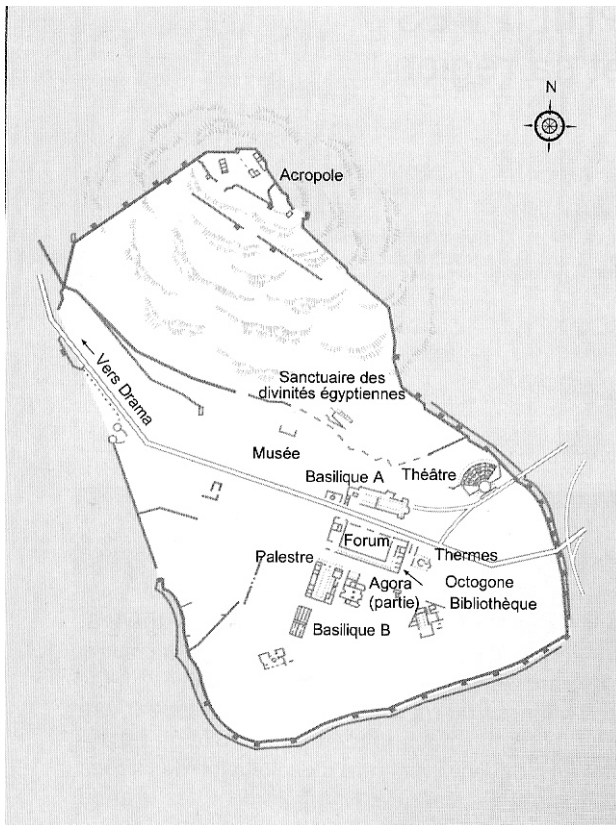 N
Acropole
Vers Drama
Sanctuaire des
divinités égyptiennes
Musée
Basilique A
Théâtre
Forum
Thermes
Palestre
Agora
(partie)
Octogone
Bibliothèque
Basilique B